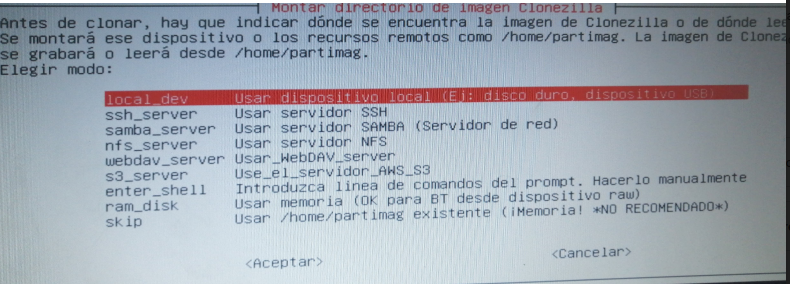 Montar directorio de imagen Clonezilla
Antes de clonar, hay que indicar dónde se encuentra la imagen de Clonezilla o de dónde
Se montará ese dispositivo o los recursos remotos como /home/partimag. La imagen de
se grabará o leerá desde /home/partimag.
Elegir modo:
local_dev Usar dispositivo local (Ej: disco duro, dispositivo USB)
ssh_server Usar servidor SSH
samba_server Usar servidor SAMBA (Servidor de red)
nfs_server Usar servidor NFS
webdav_server Usar_WebDAV_server
s3_server Use_el_servidor_AWS_S3
enter_shell Introduzca linea de comandos del prompt. Hacerlo manualmente
ram_disk Usar memoria (OK para BT desde dispositivo raw)
skip Usar /home/partimag existente (¡Memoria! *NO RECOMENDADO*)
<Aceptar> <Cancelar>